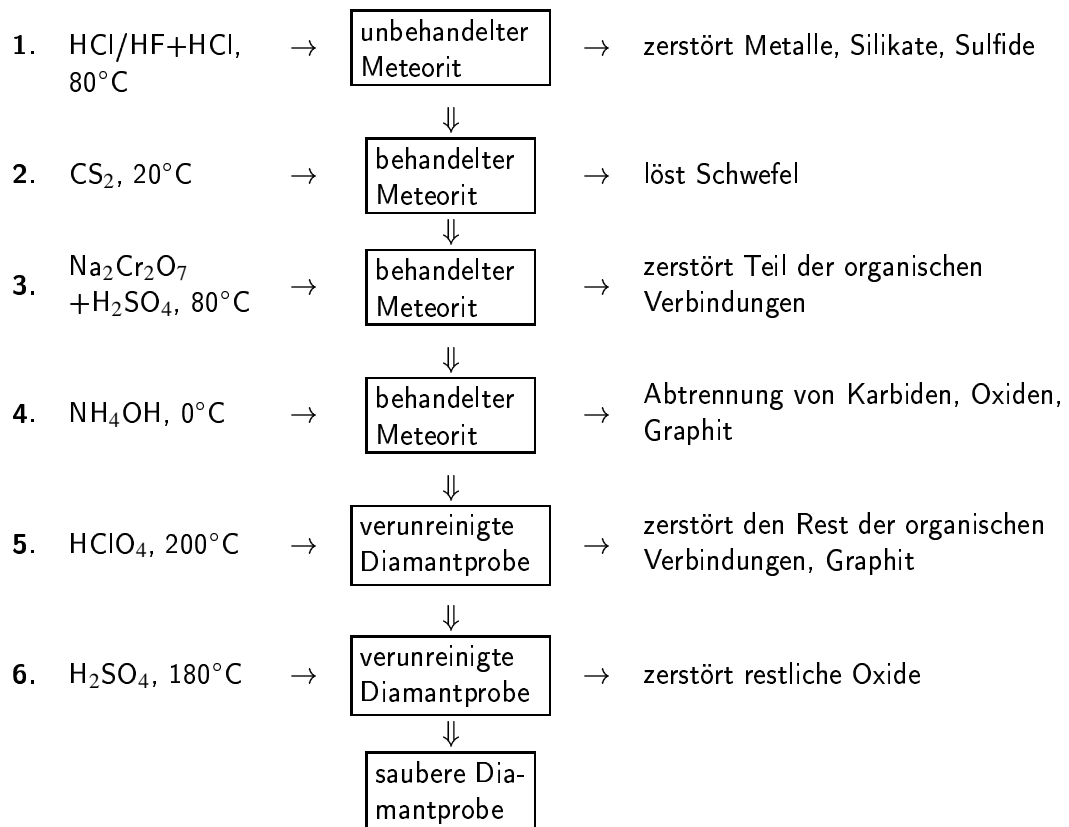 1. HCl/HF+HCl, 80°C → unbehandelter Meteorit → zerstört Metalle, Silikate, Sulfide
⇓
2. CS₂, 20°C → behandelter Meteorit → löst Schwefel
⇓
3. Na₂Cr₂O₇ +H₂SO₄, 80°C → behandelter Meteorit → zerstört Teil der organischen Verbindungen
⇓
4. NH₄OH, 0°C → behandelter Meteorit → Abtrennung von Karbiden, Oxiden, Graphit
⇓
5. HClO₄, 200°C → verunreinigte Diamantprobe → zerstört den Rest der organischen Verbindungen, Graphit
⇓
6. H₂SO₄, 180°C → verunreinigte Diamantprobe → zerstört restliche Oxide
⇓
saubere Dia-
mantprobe